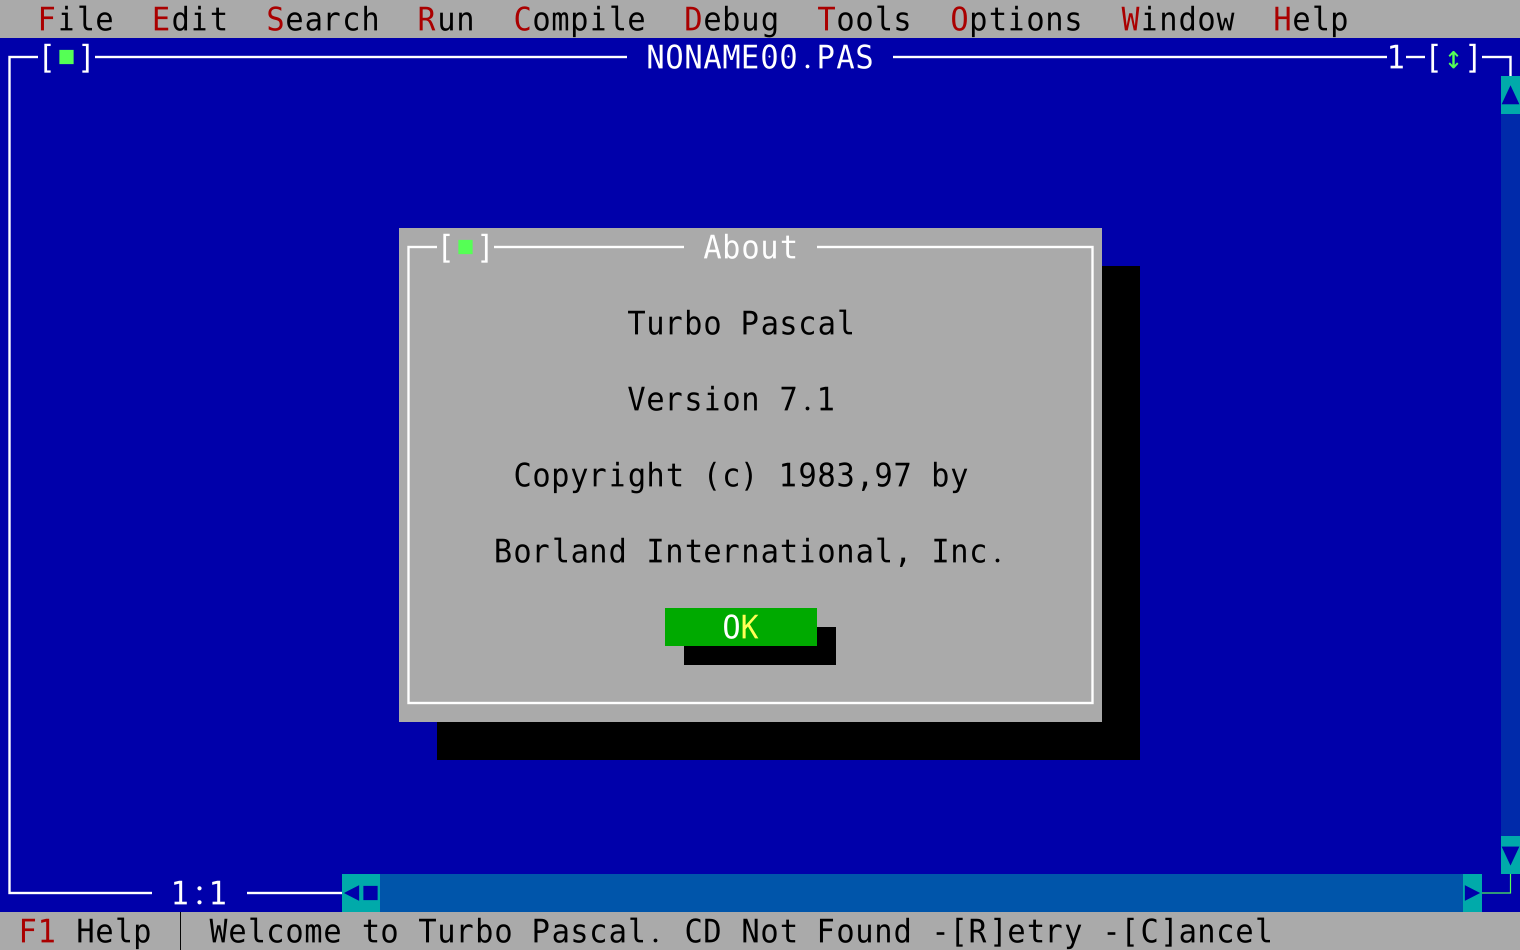 File Edit Search Run Compile Debug Tools Options Window Help
[■] NONAME00.PAS 1-[↕]
[■] About
Turbo Pascal
Version 7.1
Copyright (c) 1983,97 by
Borland International, Inc.
OK
1:1
F1 Help │ Welcome to Turbo Pascal. CD Not Found -[R]etry -[C]ancel